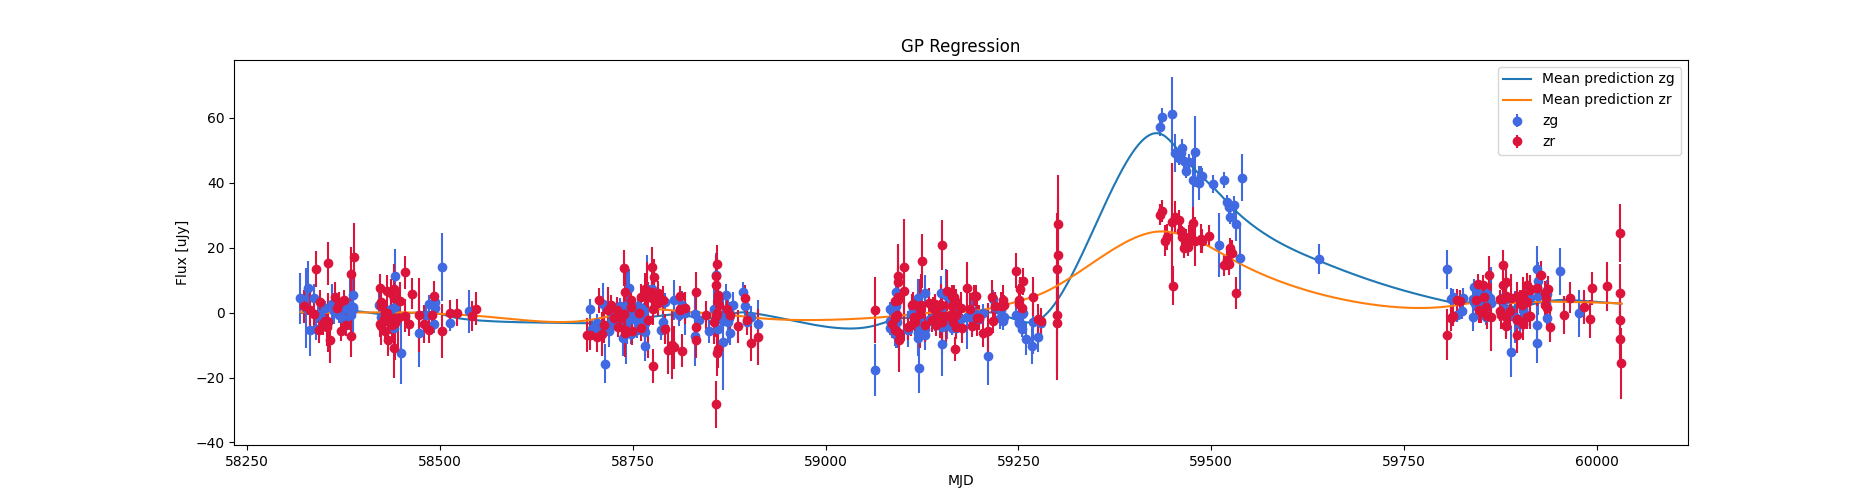 GP Regression
Mean prediction zg
Mean prediction zr
zg
zr
Flux [uJy]
60
40
20
0
−20
−40
58250
58500
58750
59000
59250
59500
59750
60000
MJD